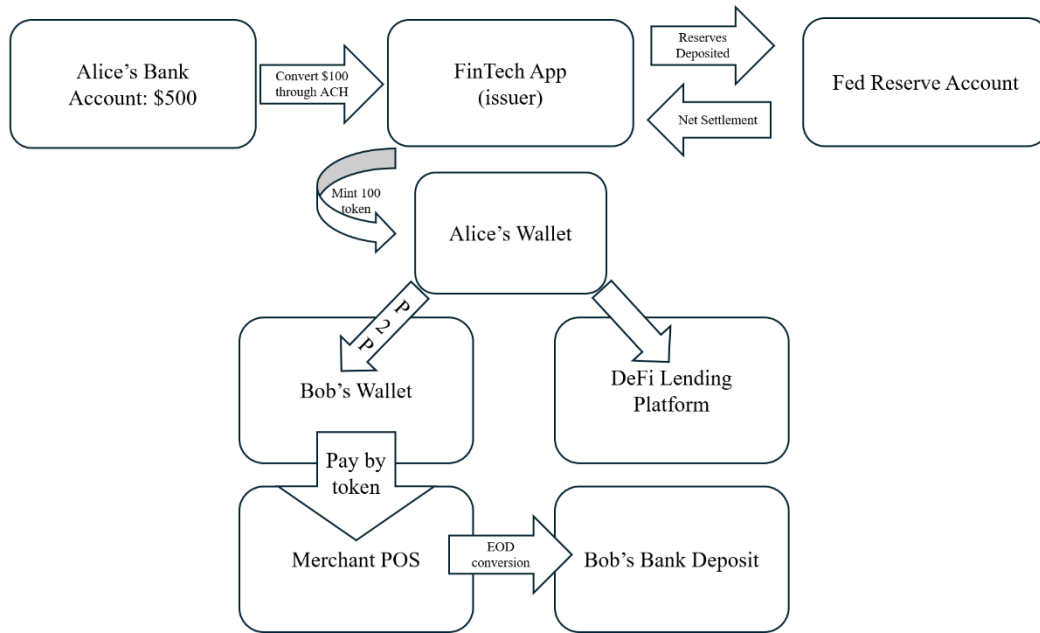 Alice's Bank
Account: $500
Convert $100
through ACH
FinTech App
(issuer)
Reserves
Deposited
Net Settlement
Fed Reserve Account
Mint 100
token
Alice's Wallet
P2P
Bob's Wallet
DeFi Lending
Platform
Pay by
token
Merchant POS
EOD
conversion
Bob's Bank Deposit